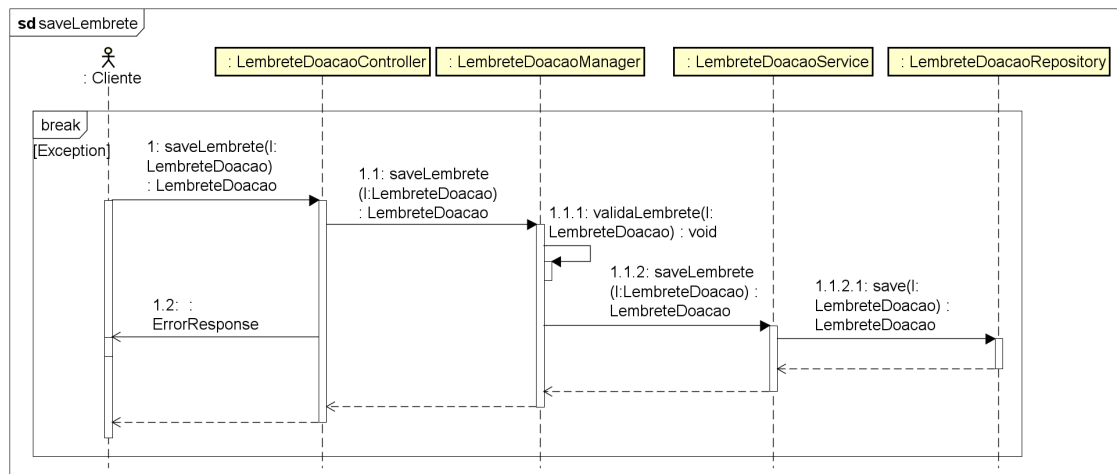 sd saveLembrete
: Cliente
: LembreteDoacaoController
: LembreteDoacaoManager
: LembreteDoacaoService
: LembreteDoacaoRepository
break
[Exception]
1: saveLembrete(l:
LembreteDoacao)
: LembreteDoacao
1.1: saveLembrete
(l:LembreteDoacao)
: LembreteDoacao
1.1.1: validaLembrete(l:
LembreteDoacao) : void
1.1.2: saveLembrete
(l:LembreteDoacao) :
LembreteDoacao
1.1.2.1: save(l:
LembreteDoacao) :
LembreteDoacao
1.2: :
ErrorResponse